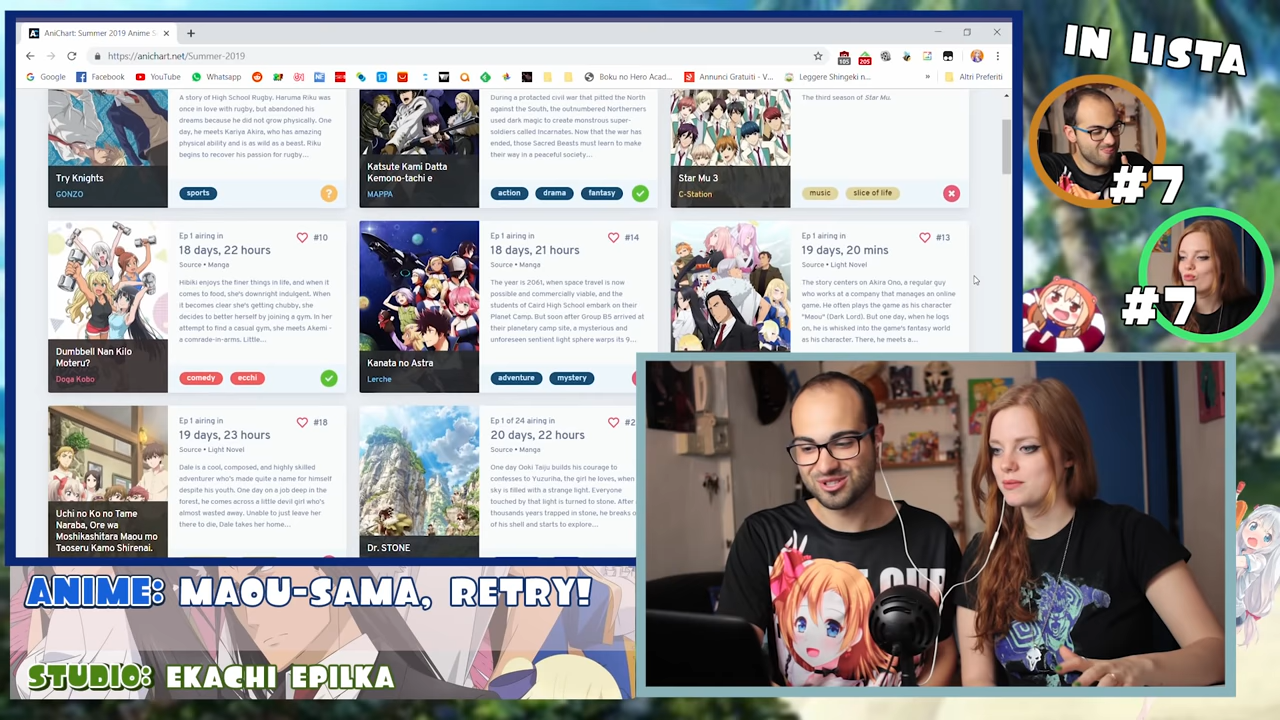 AniChart: Summer 2019 Anime S
https://anichart.net/Summer-2019
105
205
Google
Facebook
YouTube
Whatsapp
Boku no Hero Acad...
Annunci Gratuiti - V...
Leggere Shingeki n...
»
Altri Preferiti
A story of High School Rugby. Haruma Riku was
once in love with rugby, but abandoned his
dreams because he did not grow physically. One
day, he meets Kariya Akira, who has amazing
physical ability and is as wild as a beast. Riku
begins to recover his passion for rugby...
Try Knights
GONZO
sports
?
During a protacted civil war that pitted the North
against the South, the outnumbered Northerners
used dark magic to create monstrous super-
soldiers called Incarnates. Now that the war has
ended, those Sacred Beasts must learn to make
their way in a peaceful society...
Katsute Kami Datta
Kemono-tachi e
MAPPA
action
drama
fantasy
The third season of Star Mu.
Star Mu 3
C-Station
music
slice of life
Ep 1 airing in
#10
18 days, 22 hours
Source • Manga
Hibiki enjoys the finer things in life, and when it
comes to food, she's downright indulgent. When
it becomes clear she's getting chubby, she
decides to better herself by joining a gym. In her
attempt to find a casual gym, she meets Akemi -
a comrade-in-arms. Little...
Dumbbell Nan Kilo
Moteru?
Doga Kobo
comedy
ecchi
Ep 1 airing in
#14
18 days, 21 hours
Source • Manga
The year is 2061, when space travel is now
possible and commercially viable, and the
students of Caird High School embark on their
Planet Camp. But soon after Group B5 arrived at
their planetary camp site, a mysterious and
unforeseen sentient light sphere warps its 9...
Kanata no Astra
Lerche
adventure
mystery
Ep 1 airing in
#13
19 days, 20 mins
Source • Light Novel
The story centers on Akira Ono, a regular guy
who works at a company that manages an online
game. He often plays the game as his character
"Maou" (Dark Lord). But one day, when he logs
on, he is whisked into the game's fantasy world
as his character. There, he meets a...
Ep 1 airing in
#18
19 days, 23 hours
Source • Light Novel
Dale is a cool, composed, and highly skilled
adventurer who's made quite a name for himself
despite his youth. One day on a job deep in the
forest, he comes across a little devil girl who's
almost wasted away. Unable to just leave her
there to die, Dale takes her home...
Uchi no Ko no Tame
Naraba, Ore wa
Moshikashitara Maou mo
Taoseru Kamo Shirenai.
Ep 1 of 24 airing in
#2
20 days, 22 hours
Source • Manga
One day Ooki Taiju builds his courage to
confesses to Yuzuriha, the girl he loves, when
sky is filled with a strange light. Everyone
touched by that light is turned to stone. After
thousands years trapped in stone, he breaks o
of his shell and starts to explore...
Dr. STONE
IN LISTA
#7
#7
ANIME: MAOU-SAMA, RETRY!
STUDIO: EKACHI EPILKA